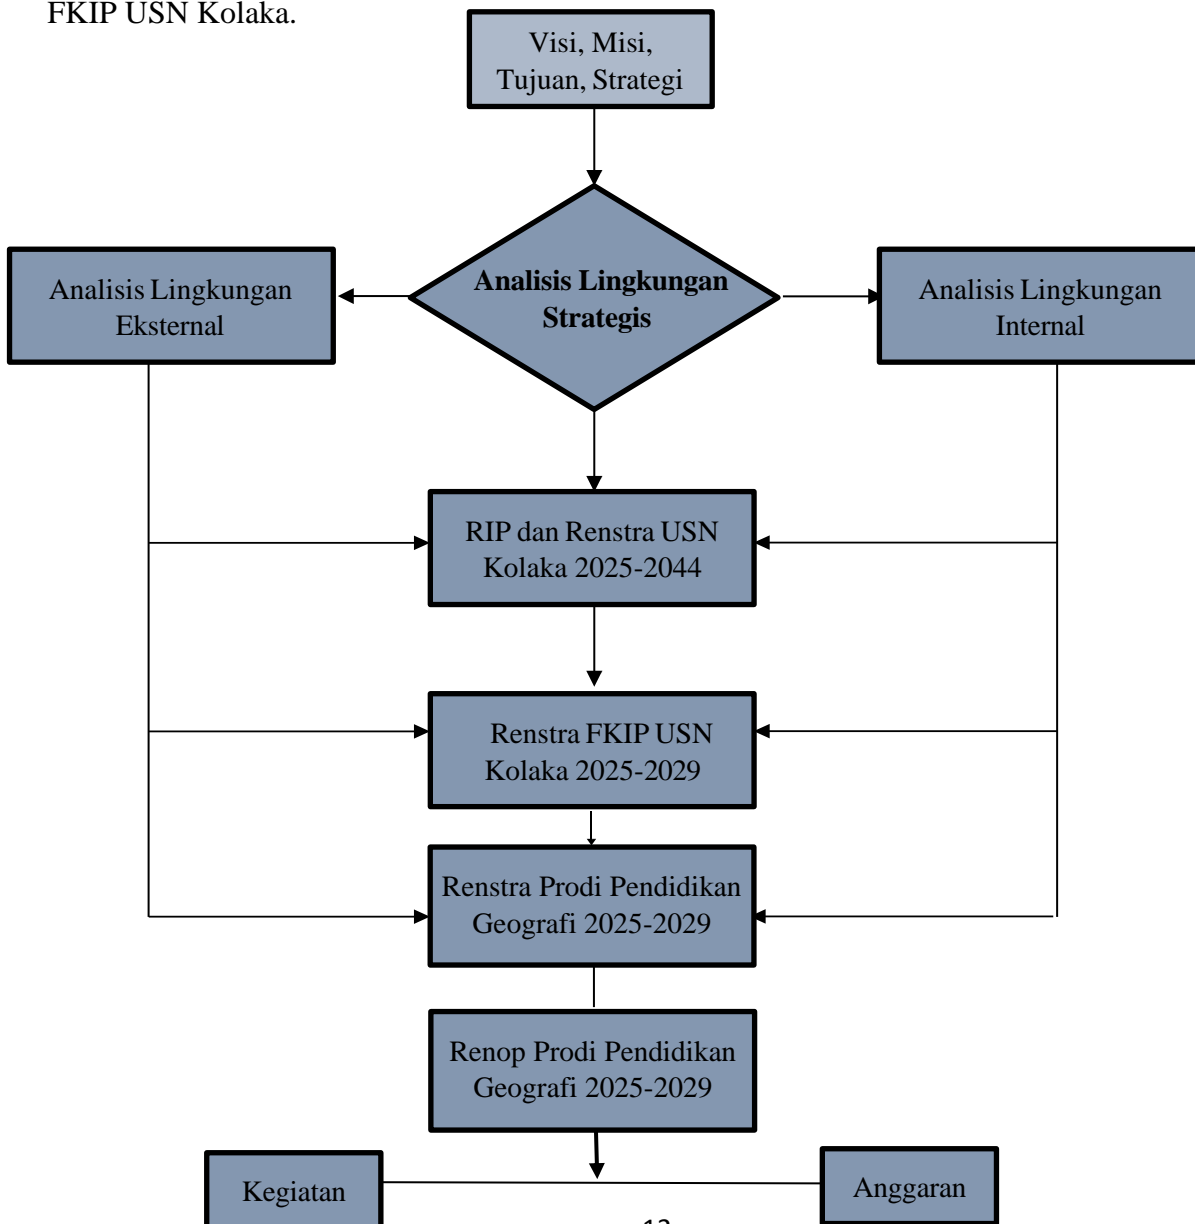 FKIP USN Kolaka.
Visi, Misi,
Tujuan, Strategi
Analisis Lingkungan
Strategis
Analisis Lingkungan
Eksternal
Analisis Lingkungan
Internal
RIP dan Renstra USN
Kolaka 2025-2044
Renstra FKIP USN
Kolaka 2025-2029
Renstra Prodi Pendidikan
Geografi 2025-2029
Renop Prodi Pendidikan
Geografi 2025-2029
Kegiatan
Anggaran